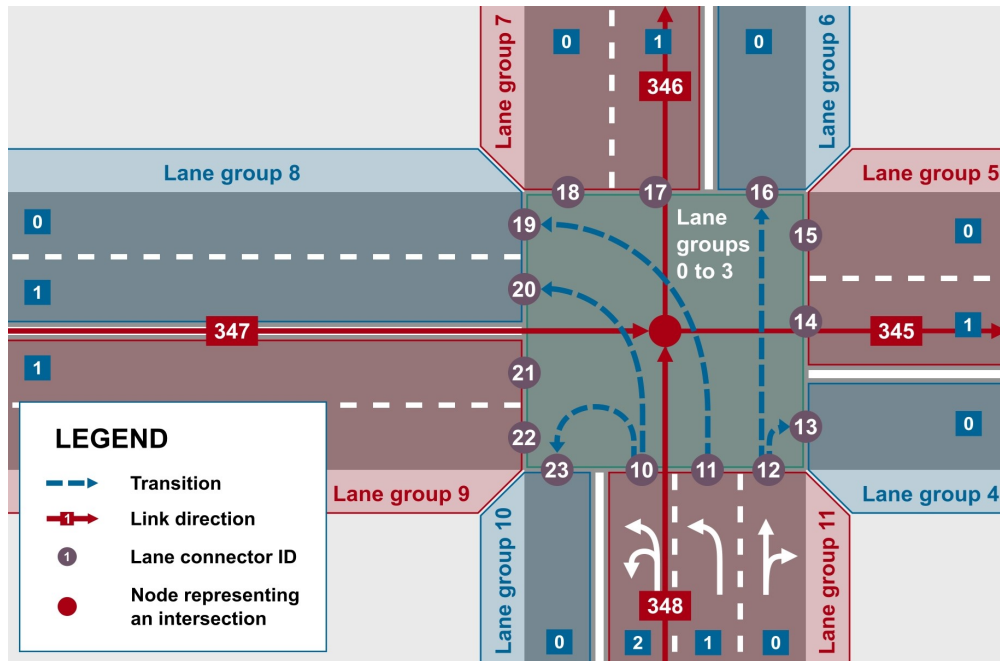 Lane group 7
0
1
0
Lane group 6
346
Lane group 8
Lane group 5
18
17
16
0
19
Lane
groups
0 to 3
15
0
1
20
347
14
345
1
1
21
LEGEND
Transition
1
Link direction
1
Lane connector ID
Node representing
an intersection
22
13
0
Lane group 9
23
10
11
12
Lane group 4
Lane group 10
Lane group 11
348
0
2
1
0